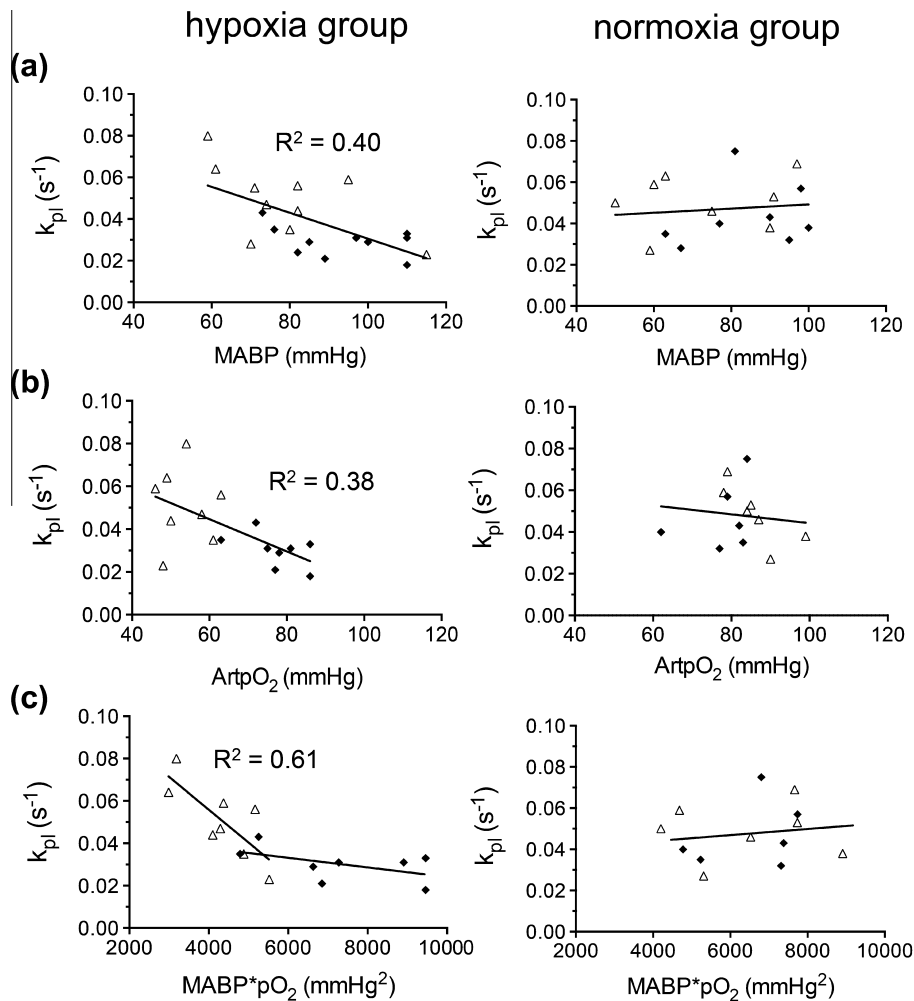 hypoxia group normoxia group
(a)
0.10 0.10
0.08 0.08
R² = 0.40
0.06 0.06
k_pl (s⁻¹) k_pl (s⁻¹)
0.04 0.04
0.02 0.02
0.00 0.00
40 60 80 100 120 40 60 80 100 120
MABP (mmHg) MABP (mmHg)
(b)
0.10 0.10
0.08 0.08
R² = 0.38
0.06 0.06
k_pl (s⁻¹) k_pl (s⁻¹)
0.04 0.04
0.02 0.02
0.00 0.00
40 60 80 100 120 40 60 80 100 120
ArtpO₂ (mmHg) ArtpO₂ (mmHg)
(c)
0.10 0.10
0.08 0.08
R² = 0.61
0.06 0.06
k_pl (s⁻¹) k_pl (s⁻¹)
0.04 0.04
0.02 0.02
0.00 0.00
2000 4000 6000 8000 10000 2000 4000 6000 8000 10000
MABP*pO₂ (mmHg²) MABP*pO₂ (mmHg²)